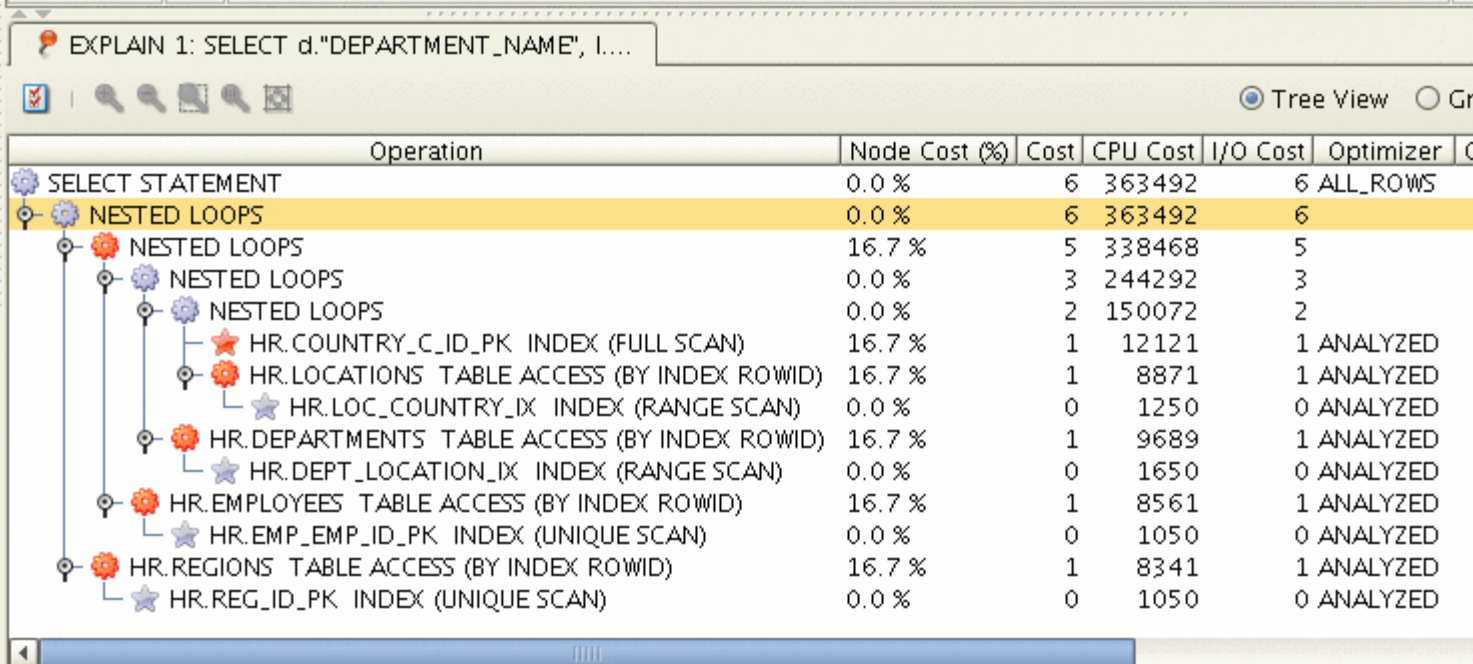 EXPLAIN 1: SELECT d."DEPARTMENT_NAME", l....
Tree View Gr
Operation Node Cost (%) Cost CPU Cost I/O Cost Optimizer
SELECT STATEMENT 0.0 % 6 363492 6 ALL_ROWS
NESTED LOOPS 0.0 % 6 363492 6
NESTED LOOPS 16.7 % 5 338468 5
NESTED LOOPS 0.0 % 3 244292 3
NESTED LOOPS 0.0 % 2 150072 2
HR.COUNTRY_C_ID_PK INDEX (FULL SCAN) 16.7 % 1 12121 1 ANALYZED
HR.LOCATIONS TABLE ACCESS (BY INDEX ROWID) 16.7 % 1 8871 1 ANALYZED
HR.LOC_COUNTRY_IX INDEX (RANGE SCAN) 0.0 % 0 1250 0 ANALYZED
HR.DEPARTMENTS TABLE ACCESS (BY INDEX ROWID) 16.7 % 1 9689 1 ANALYZED
HR.DEPT_LOCATION_IX INDEX (RANGE SCAN) 0.0 % 0 1650 0 ANALYZED
HR.EMPLOYEES TABLE ACCESS (BY INDEX ROWID) 16.7 % 1 8561 1 ANALYZED
HR.EMP_EMP_ID_PK INDEX (UNIQUE SCAN) 0.0 % 0 1050 0 ANALYZED
HR.REGIONS TABLE ACCESS (BY INDEX ROWID) 16.7 % 1 8341 1 ANALYZED
HR.REG_ID_PK INDEX (UNIQUE SCAN) 0.0 % 0 1050 0 ANALYZED